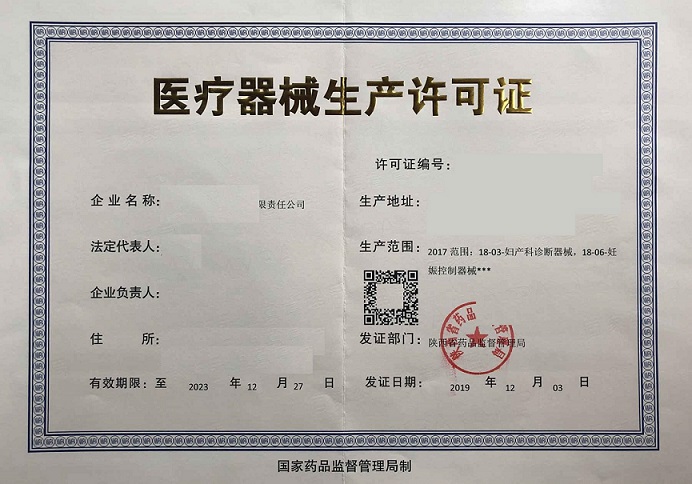 医疗器械生产许可证
许可证编号:
企业名称: 限责任公司
生产地址:
法定代表人:
生产范围: 2017 范围：18-03-妇产科诊断器械，18-06-妊
娠控制器械***
企业负责人:
住 所:
发证部门: 陕西省药品监督管理局
有效期限: 至 2023 年 12 月 27 日
发证日期: 2019 年 12 月 03 日
国家药品监督管理局制